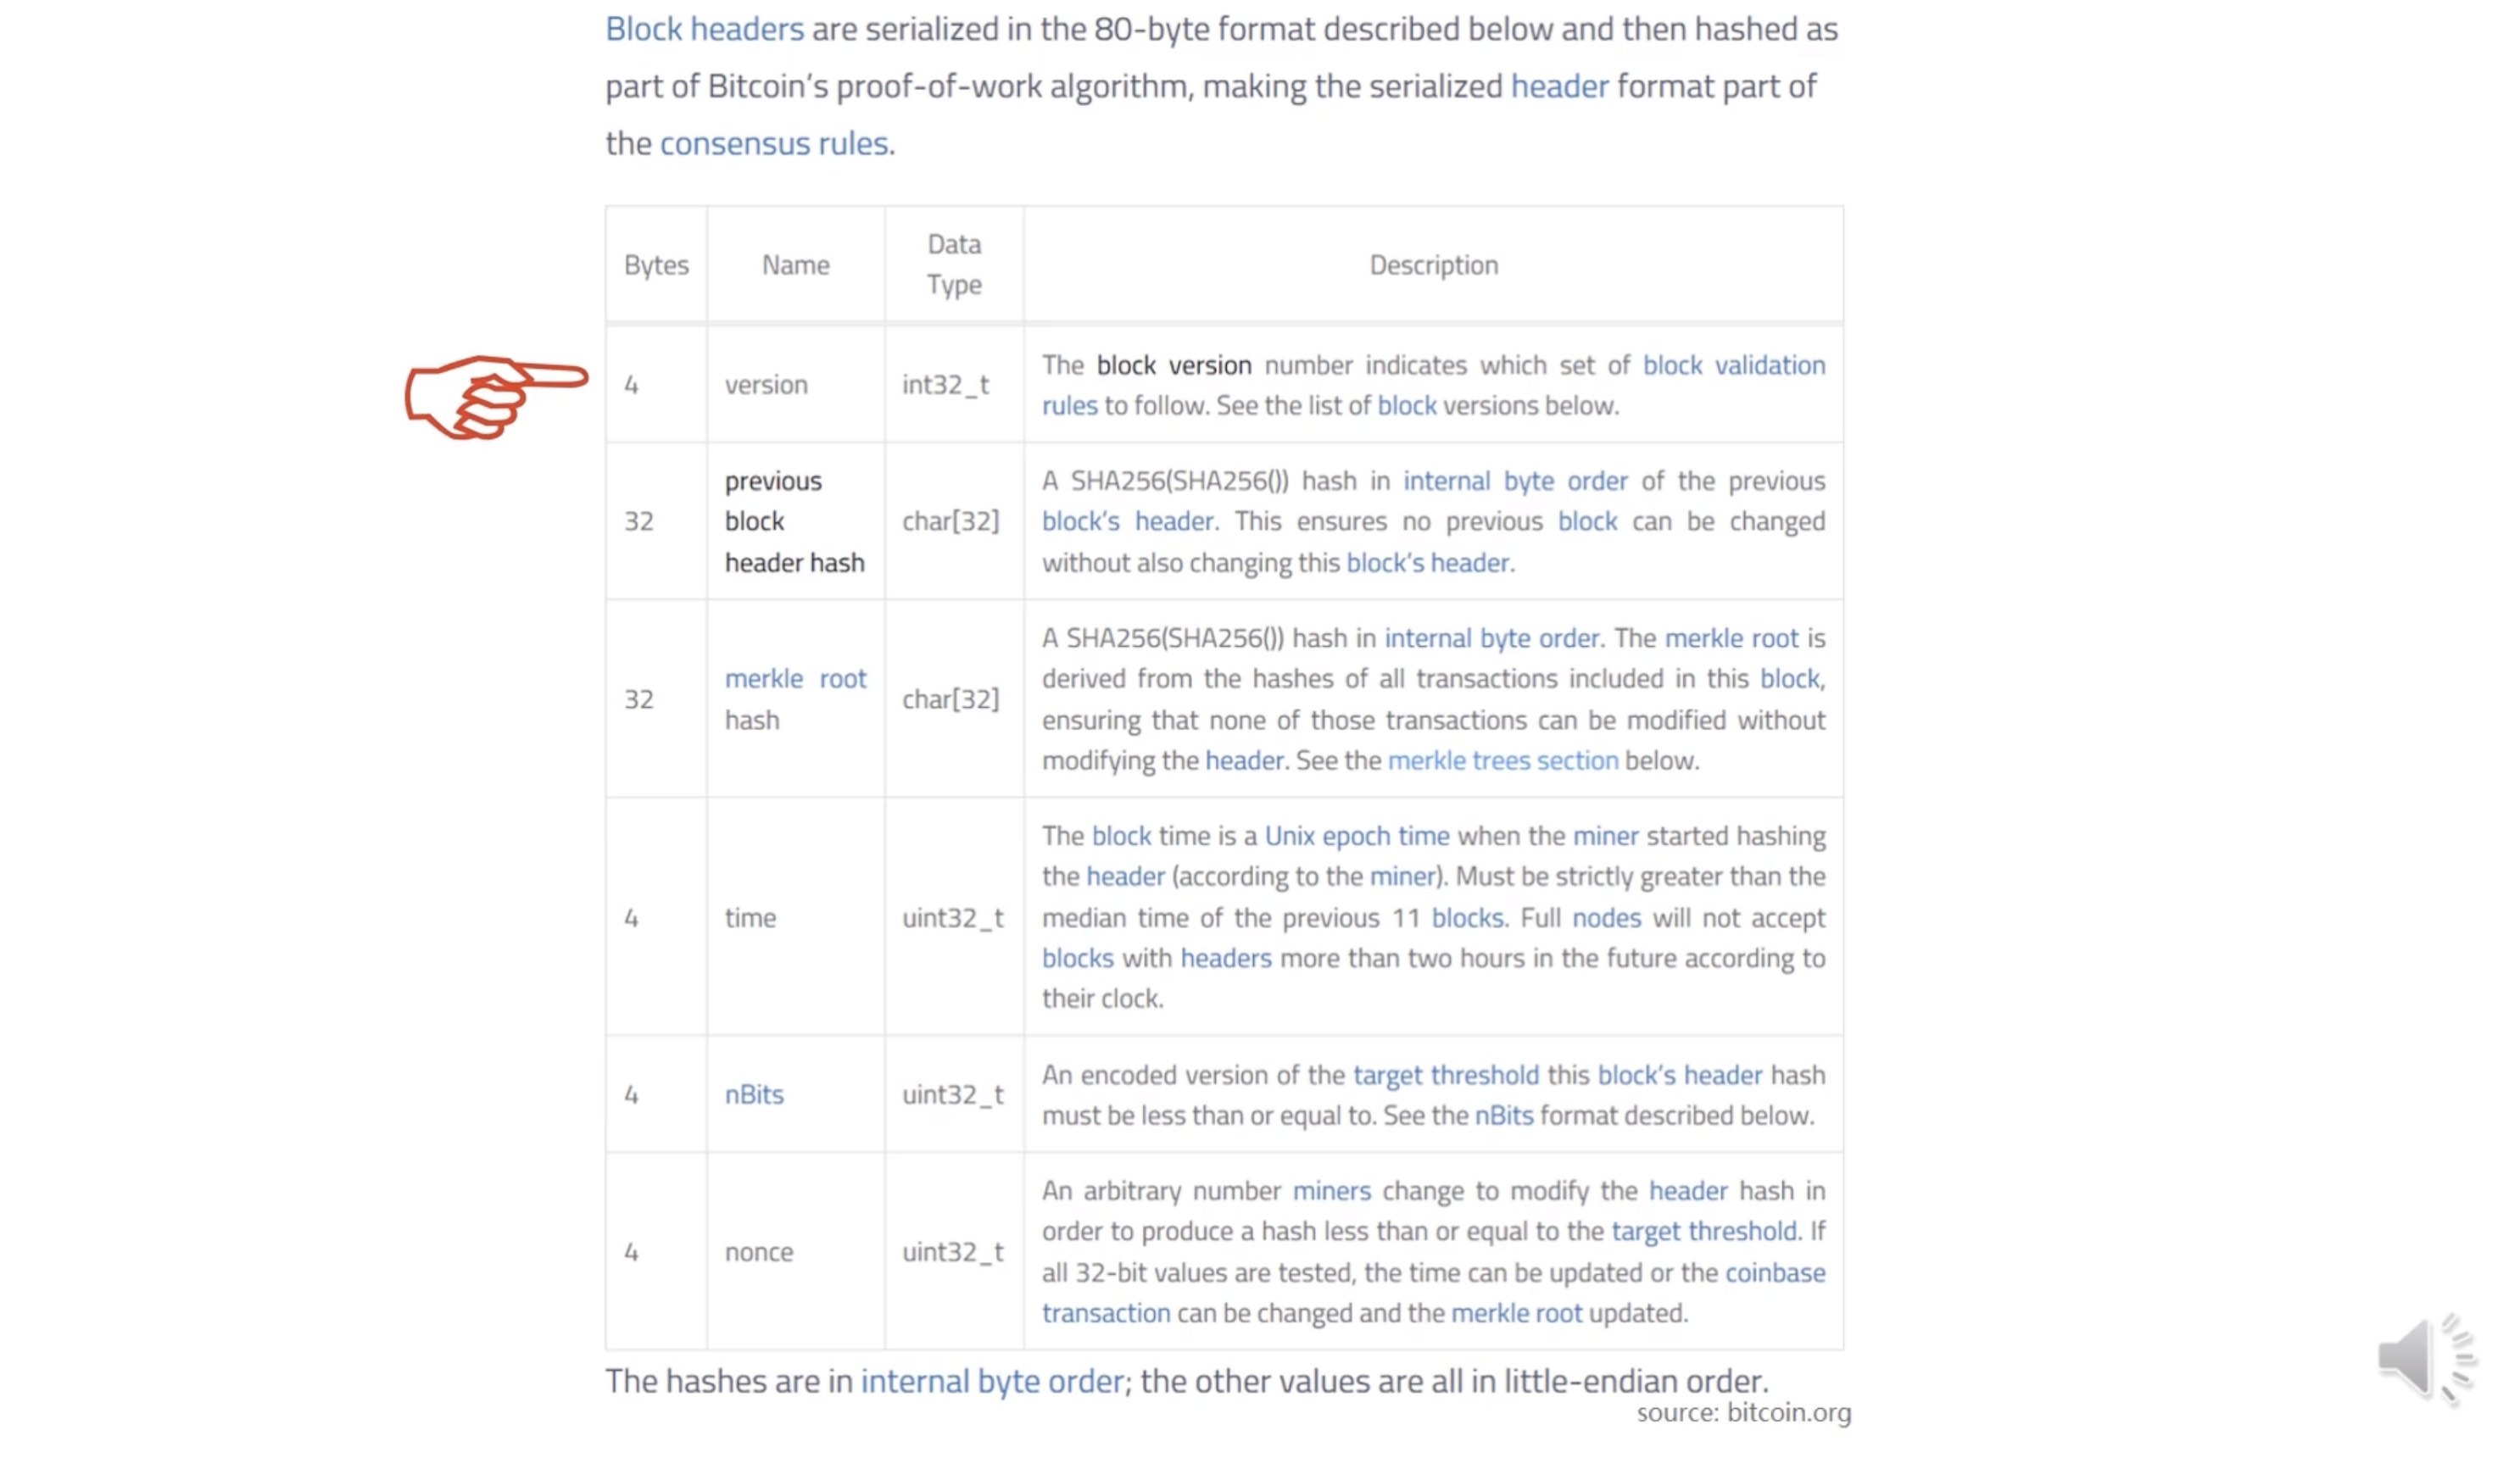 Block headers are serialized in the 80-byte format described below and then hashed as
part of Bitcoin's proof-of-work algorithm, making the serialized header format part of
the consensus rules.
Bytes
Name
Data
Type
Description
4
version
int32_t
The block version number indicates which set of block validation
rules to follow. See the list of block versions below.
32
previous
block
header hash
char[32]
A SHA256(SHA256()) hash in internal byte order of the previous
block's header. This ensures no previous block can be changed
without also changing this block's header.
32
merkle root
hash
char[32]
A SHA256(SHA256()) hash in internal byte order. The merkle root is
derived from the hashes of all transactions included in this block,
ensuring that none of those transactions can be modified without
modifying the header. See the merkle trees section below.
4
time
uint32_t
The block time is a Unix epoch time when the miner started hashing
the header (according to the miner). Must be strictly greater than the
median time of the previous 11 blocks. Full nodes will not accept
blocks with headers more than two hours in the future according to
their clock.
4
nBits
uint32_t
An encoded version of the target threshold this block's header hash
must be less than or equal to. See the nBits format described below.
4
nonce
uint32_t
An arbitrary number miners change to modify the header hash in
order to produce a hash less than or equal to the target threshold. If
all 32-bit values are tested, the time can be updated or the coinbase
transaction can be changed and the merkle root updated.
The hashes are in internal byte order; the other values are all in little-endian order.
source: bitcoin.org